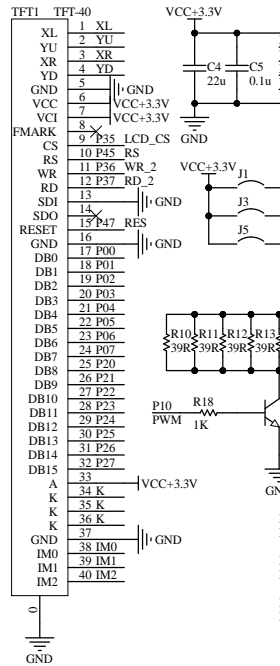 TFT1 TFT-40
XL 1 XL
YU 2 YU
XR 3 XR
YD 4 YD
GND 5 GND
VCC 6 VCC+3.3V
VCI 7 VCC+3.3V
FMARK 8
CS 9 P35 LCD_CS
RS 10 P45 RS
WR 11 P36 WR_2
RD 12 P37 RD_2
SDI 13 GND
SDO 14
RESET 15 P47 RES
GND 16 GND
DB0 17 P00
DB1 18 P01
DB2 19 P02
DB3 20 P03
DB4 21 P04
DB5 22 P05
DB6 23 P06
DB7 24 P07
DB8 25 P20
DB9 26 P21
DB10 27 P22
DB11 28 P23
DB12 29 P24
DB13 30 P25
DB14 31 P26
DB15 32 P27
A 33 VCC+3.3V
K 34 K
K 35 K
K 36 K
GND 37 GND
IM0 38 IM0
IM1 39 IM1
IM2 40 IM2
0
GND
VCC+3.3V
C4 C5
22u 0.1u
GND
VCC+3.3V
J1
J3
J5
R10 R11 R12 R13
39R 39R 39R 39R
P10 R18
PWM 1K